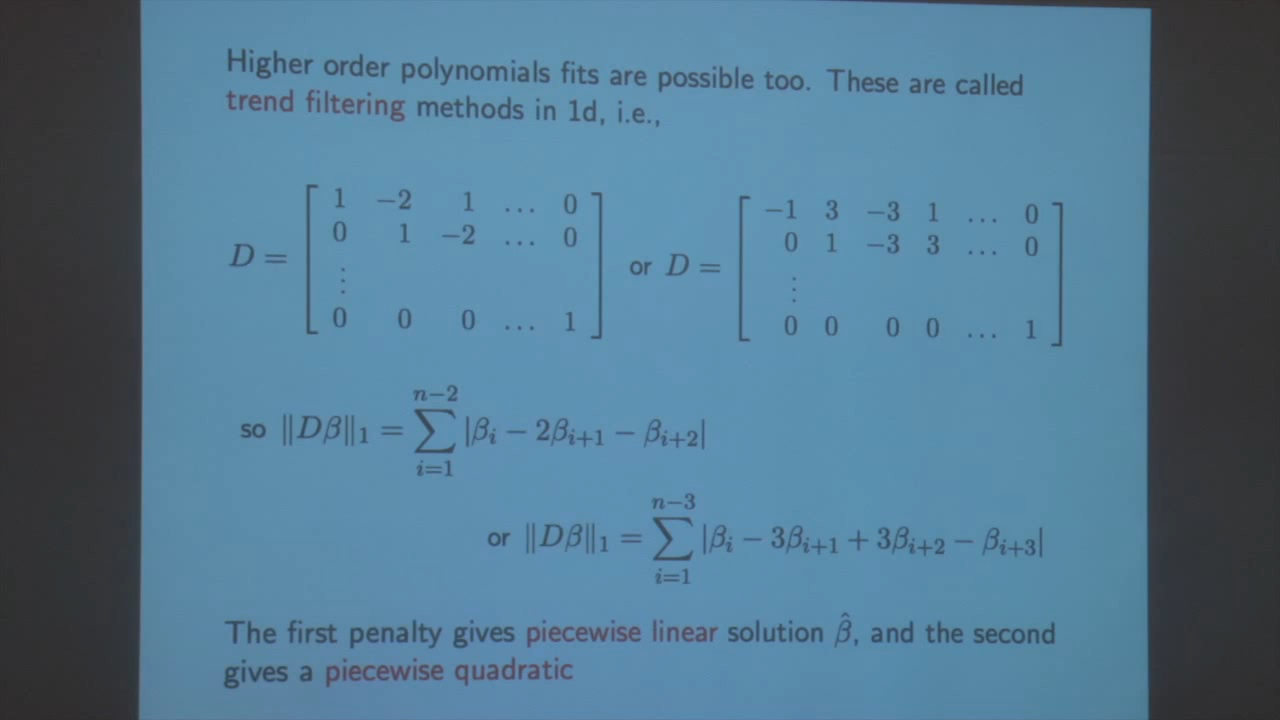 Higher order polynomials fits are possible too. These are called
trend filtering methods in 1d, i.e.,
D = [ 1 −2 1 … 0
0 1 −2 … 0
⋮
0 0 0 … 1 ] or D = [ −1 3 −3 1 … 0
0 1 −3 3 … 0
⋮
0 0 0 0 … 1 ]
so ‖Dβ‖₁ = ∑_{i=1}^{n−2} |β_i − 2β_{i+1} − β_{i+2}|
or ‖Dβ‖₁ = ∑_{i=1}^{n−3} |β_i − 3β_{i+1} + 3β_{i+2} − β_{i+3}|
The first penalty gives piecewise linear solution β̂, and the second
gives a piecewise quadratic